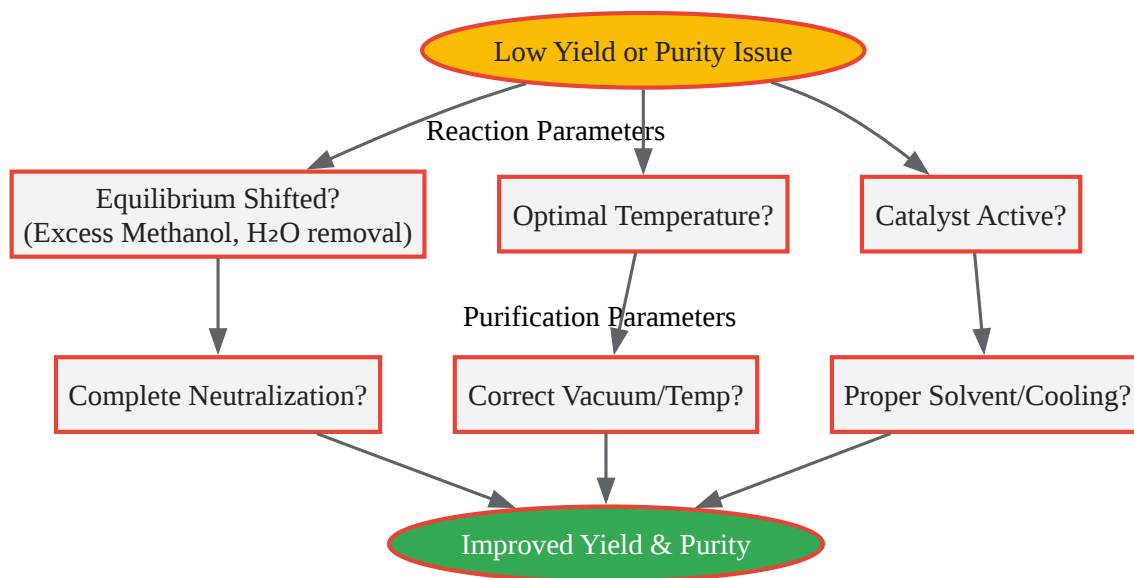 Low Yield or Purity Issue
Reaction Parameters
Equilibrium Shifted?
(Excess Methanol, H₂O removal)
Optimal Temperature?
Catalyst Active?
Purification Parameters
Complete Neutralization?
Correct Vacuum/Temp?
Proper Solvent/Cooling?
Improved Yield & Purity